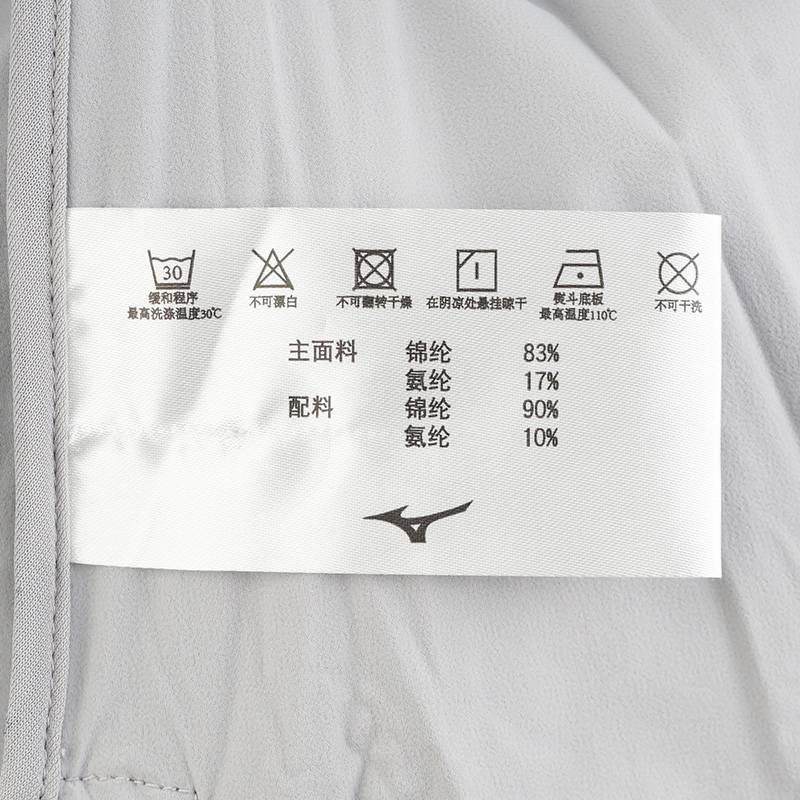 30
缓和程序
最高洗涤温度30℃
不可漂白
不可翻转干燥
在阴凉处悬挂晾干
熨斗底板
最高温度110℃
不可干洗
主面料 锦纶 83%
氨纶 17%
配料 锦纶 90%
氨纶 10%